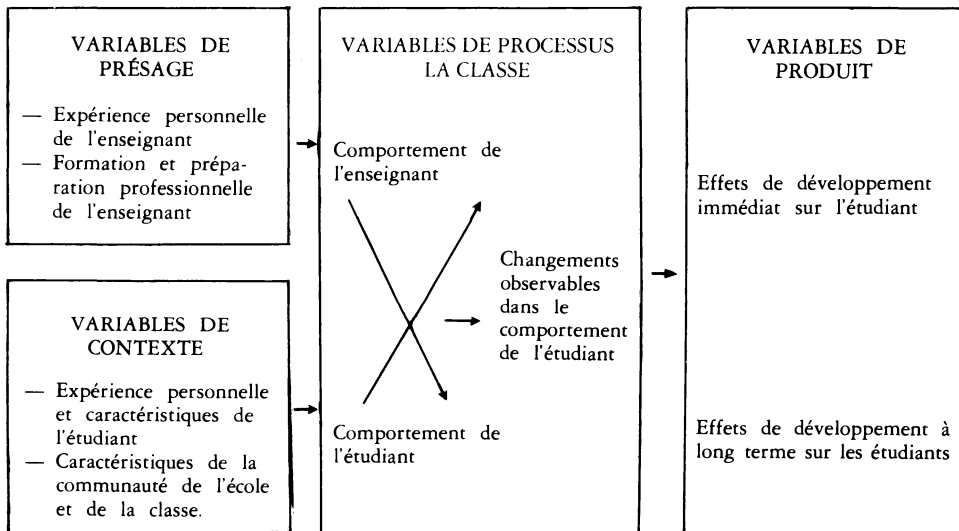 VARIABLES DE
PRÉSAGE
— Expérience personnelle
de l'enseignant
— Formation et prépa-
ration professionnelle
de l'enseignant
VARIABLES DE
CONTEXTE
— Expérience personnelle
et caractéristiques de
l'étudiant
— Caractéristiques de la
communauté de l'école
et de la classe.
VARIABLES DE PROCESSUS
LA CLASSE
Comportement de
l'enseignant
Changements
observables
dans le
comportement
de l'étudiant
Comportement de
l'étudiant
VARIABLES DE
PRODUIT
Effets de développement
immédiat sur l'étudiant
Effets de développement à
long terme sur les étudiants